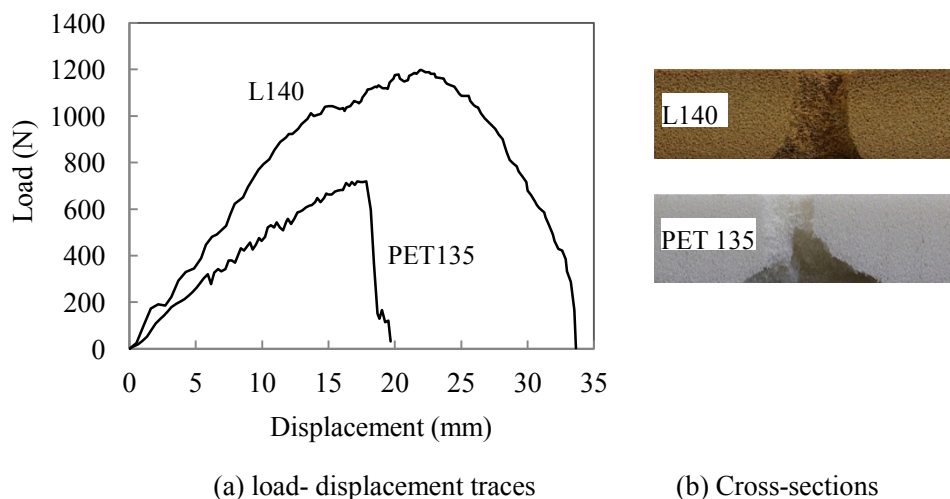 1400
1200
1000
800
600
400
200
0
Load (N)
L140
PET135
0 5 10 15 20 25 30 35
Displacement (mm)
(a) load- displacement traces
L140
PET 135
(b) Cross-sections